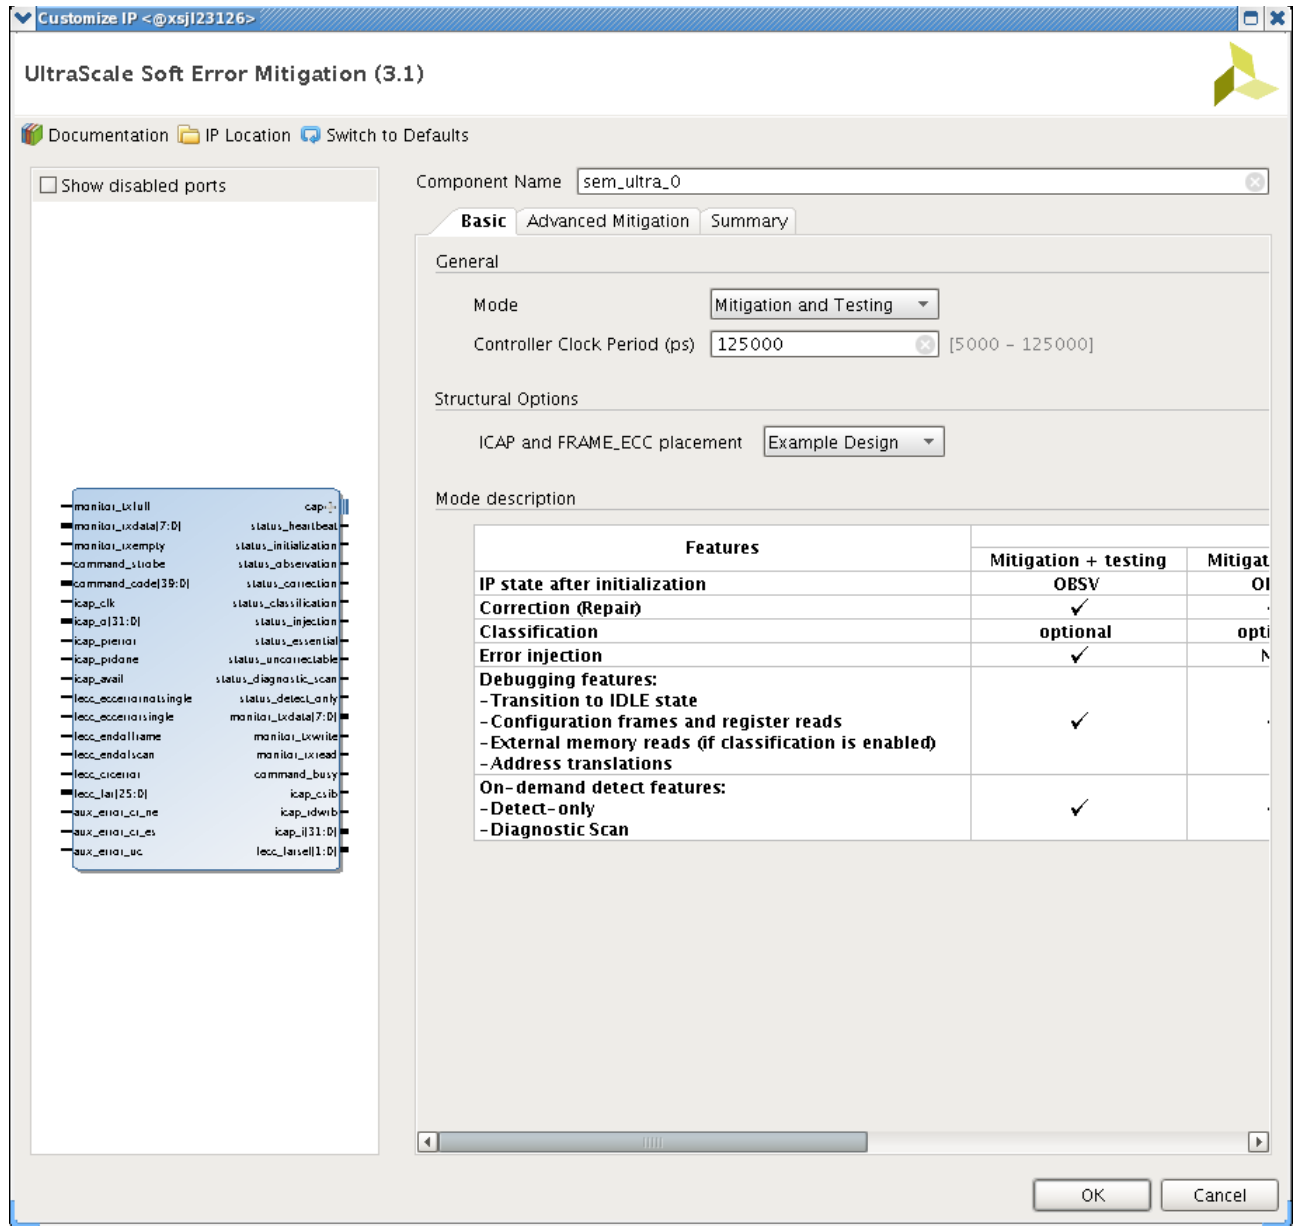 Customize IP <@xsjl23126>
UltraScale Soft Error Mitigation (3.1)
Documentation IP Location Switch to Defaults
Show disabled ports
monitor_txfull
monitor_rxdata[7:0]
monitor_rxempty
command_strobe
command_code[39:0]
icap_clk
icap_o[31:0]
icap_prerror
icap_prdone
icap_avail
fecc_eccerrornotsingle
fecc_eccerrorsingle
fecc_endofframe
fecc_endofscan
fecc_crcerror
fecc_far[25:0]
aux_error_cr_ne
aux_error_cr_es
aux_error_uc
cap
status_heartbeat
status_initialization
status_observation
status_correction
status_classification
status_injection
status_essential
status_uncorrectable
status_diagnostic_scan
status_detect_only
monitor_txdata[7:0]
monitor_txwrite
monitor_rxread
command_busy
icap_csib
icap_rdwrb
icap_i[31:0]
fecc_farsel[1:0]
Component Name sem_ultra_0
Basic Advanced Mitigation Summary
General
Mode Mitigation and Testing
Controller Clock Period (ps) 125000 [5000 - 125000]
Structural Options
ICAP and FRAME_ECC placement Example Design
Mode description
Features
Mitigation + testing Mitigat
IP state after initialization OBSV
Correction (Repair) ✓
Classification optional opti
Error injection ✓
Debugging features:
-Transition to IDLE state
-Configuration frames and register reads ✓
-External memory reads (if classification is enabled)
-Address translations
On-demand detect features:
-Detect-only ✓
-Diagnostic Scan
OK Cancel